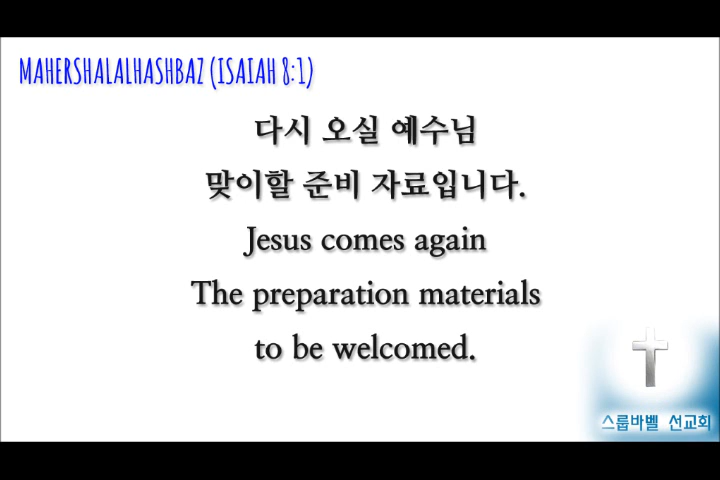 MAHERSHALALHASHBAZ (ISAIAH 8:1)
다시 오실 예수님
맞이할 준비 자료입니다.
Jesus comes again
The preparation materials
to be welcomed.
스룹바벨 선교회